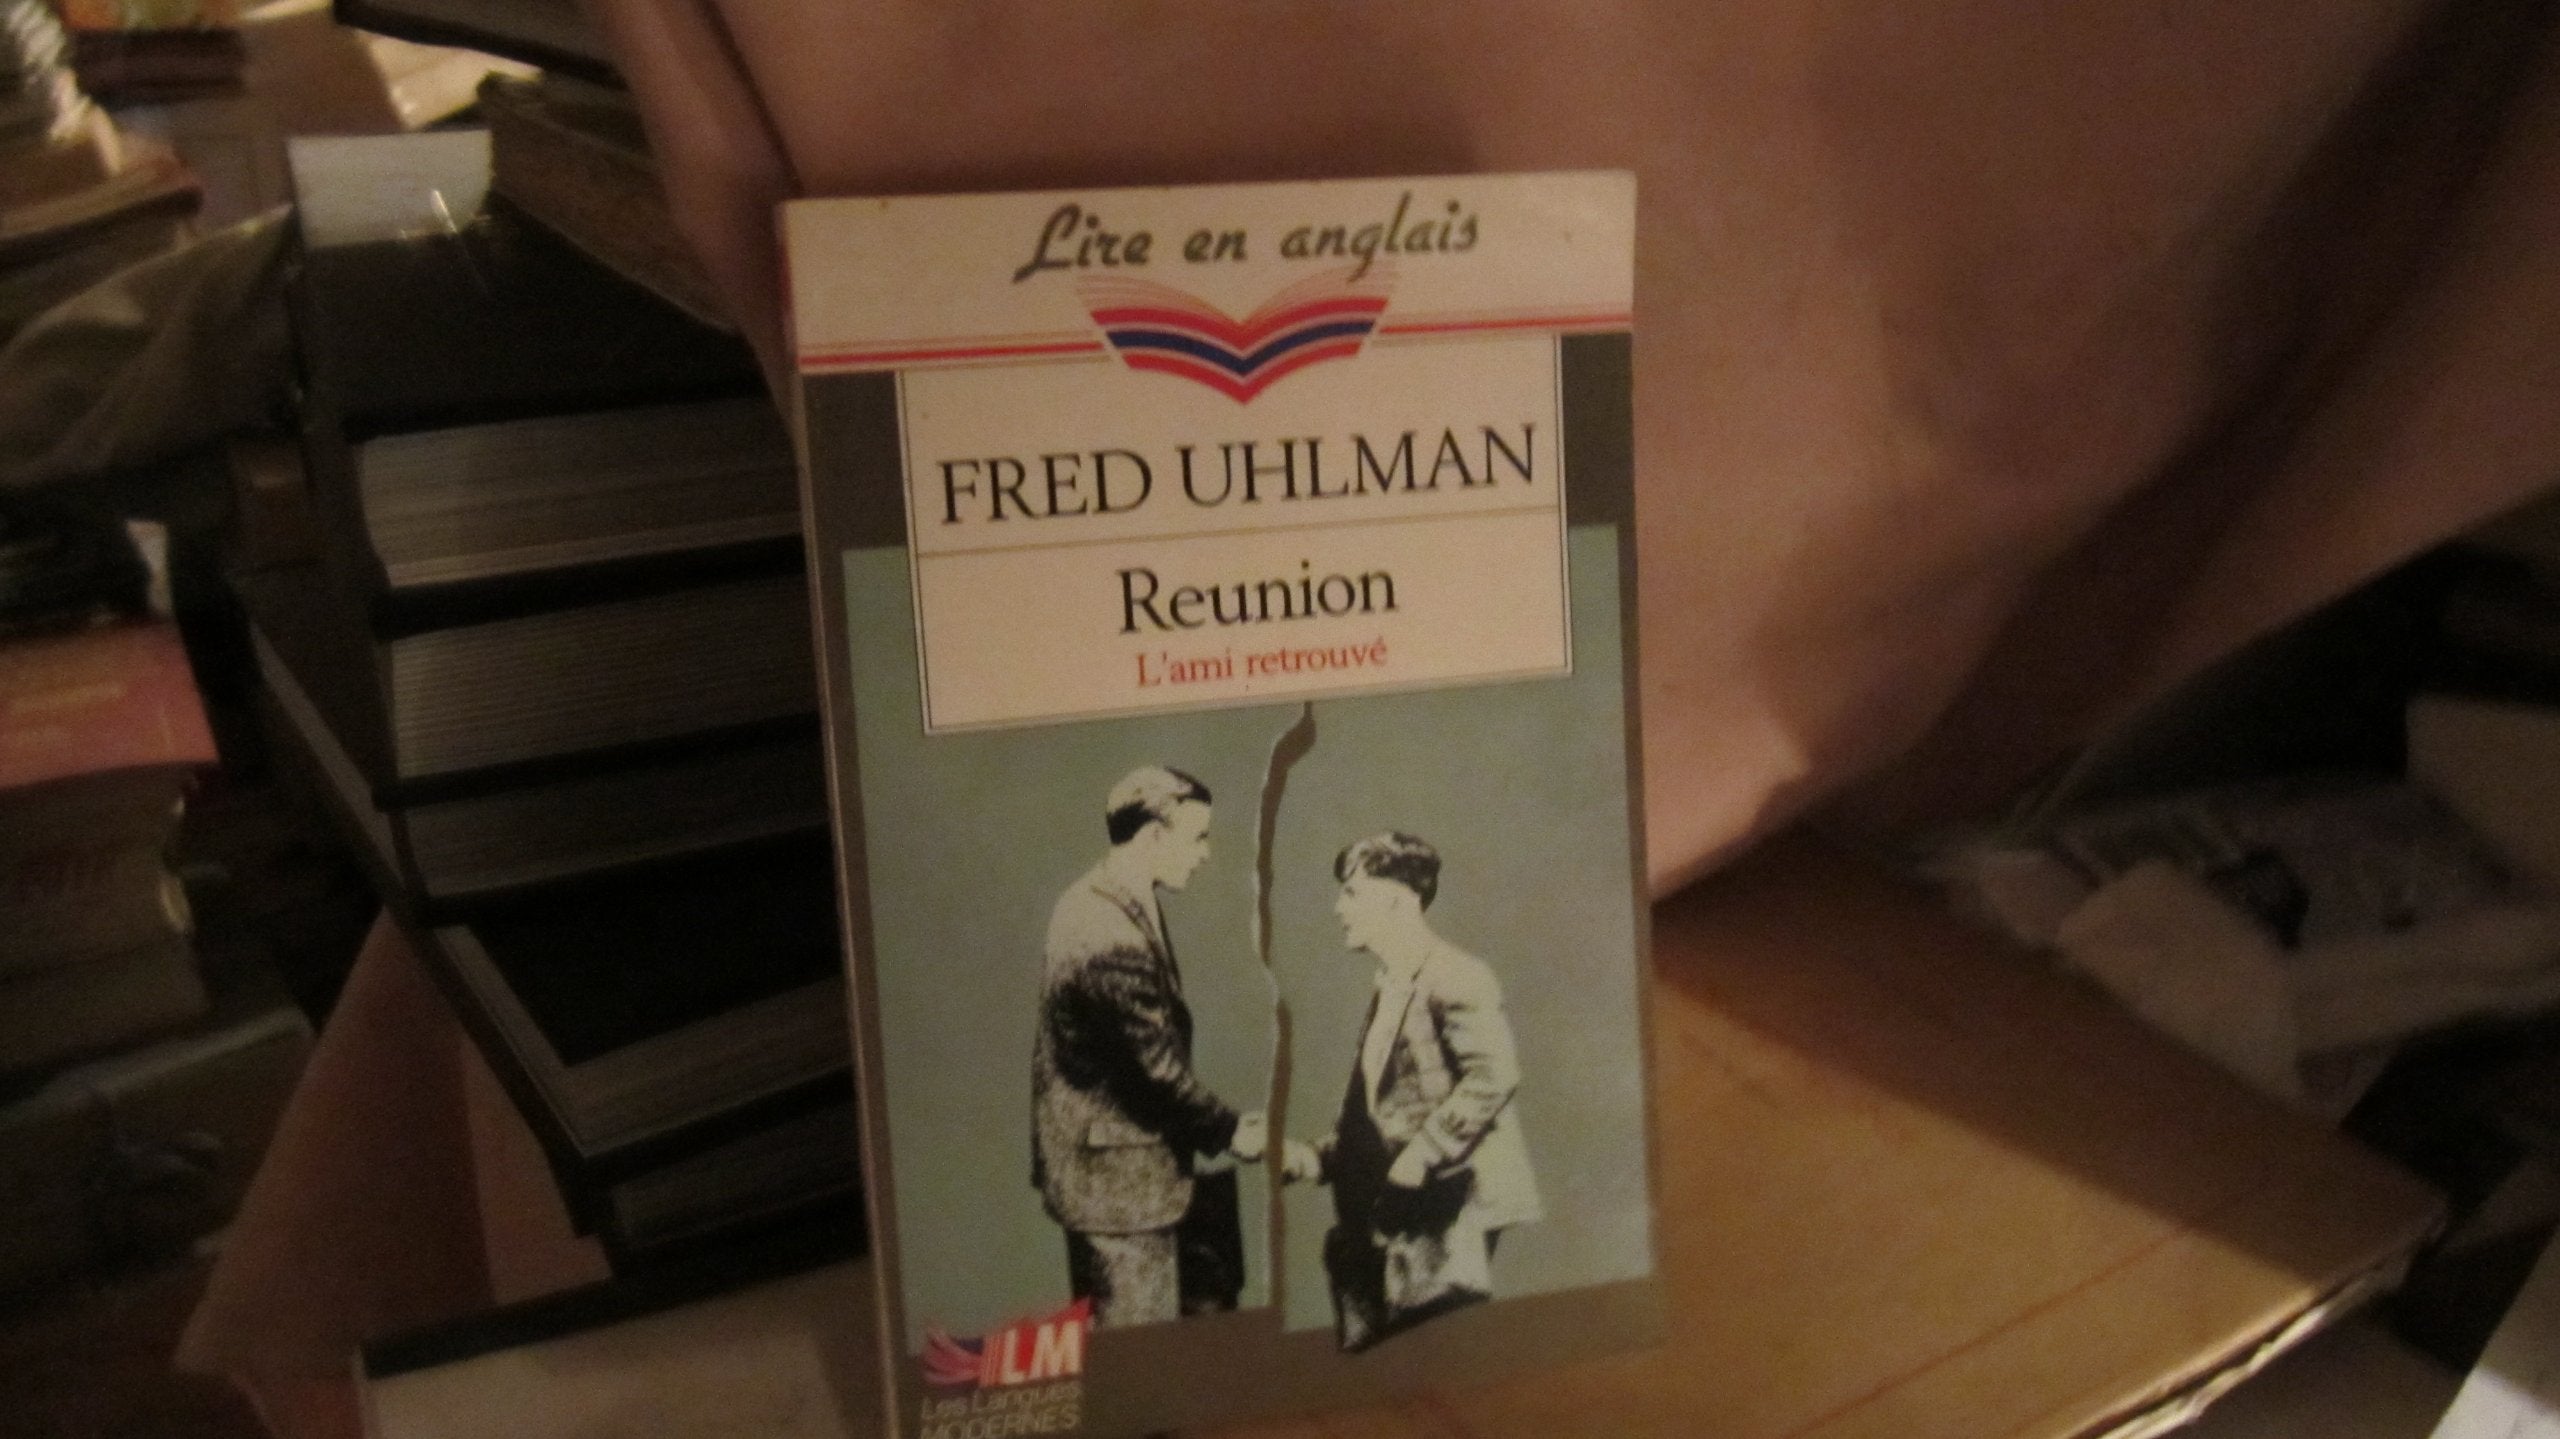 Lire en anglais
FRED UHLMAN
Reunion
L'ami retrouvé
LM
Les Langues
MODERNES